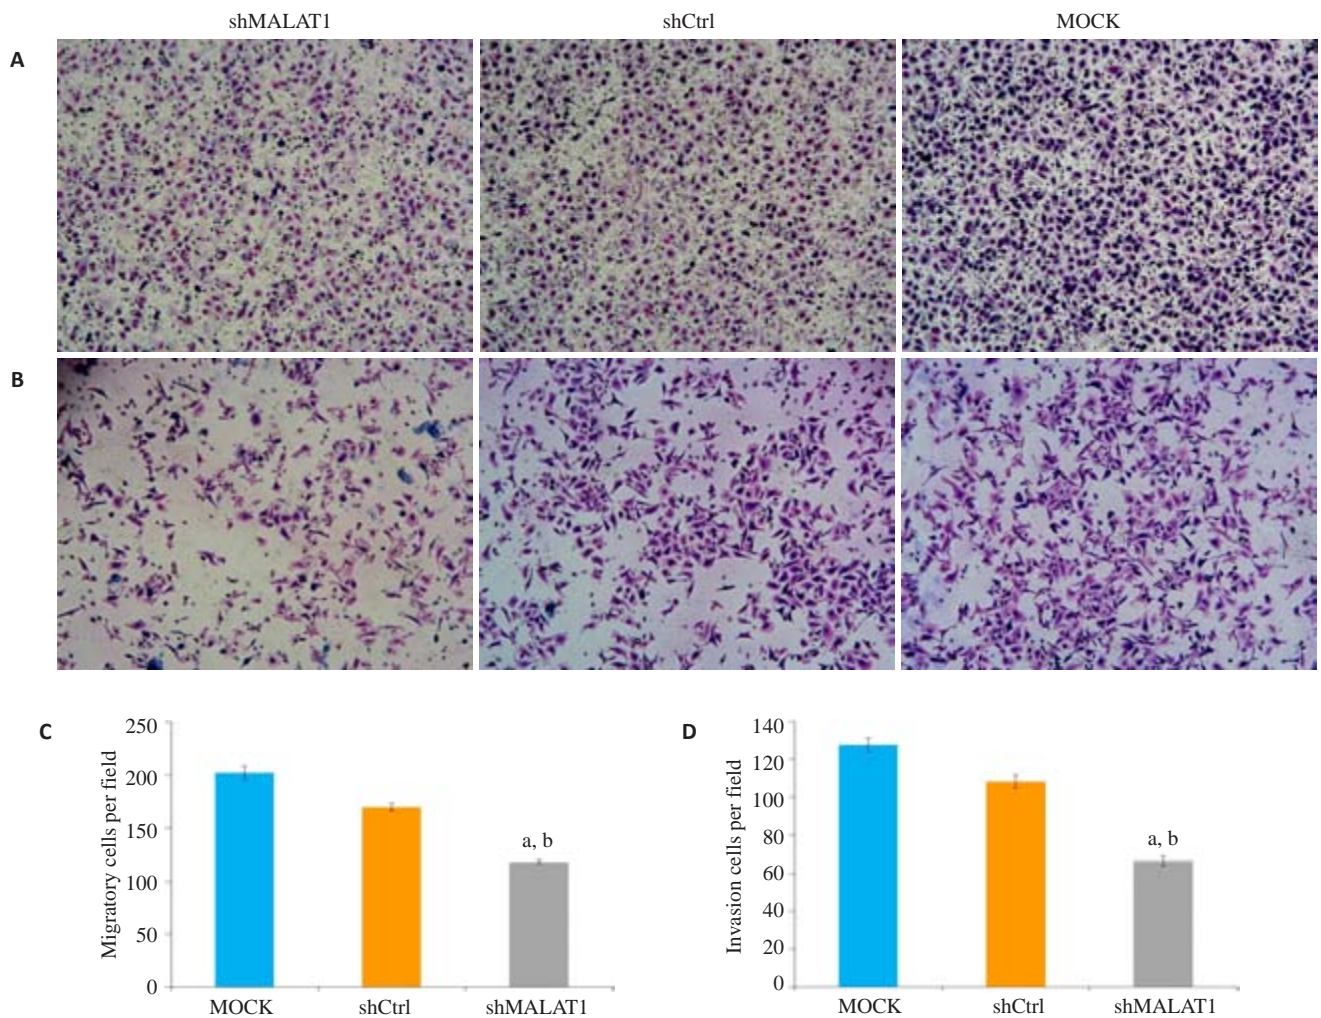 shMALAT1 shCtrl MOCK
A
B
C
250
200
150
100
50
0
Migratory cells per field
a, b
MOCK shCtrl shMALAT1
D
140
120
100
80
60
40
20
0
Invasion cells per field
a, b
MOCK shCtrl shMALAT1